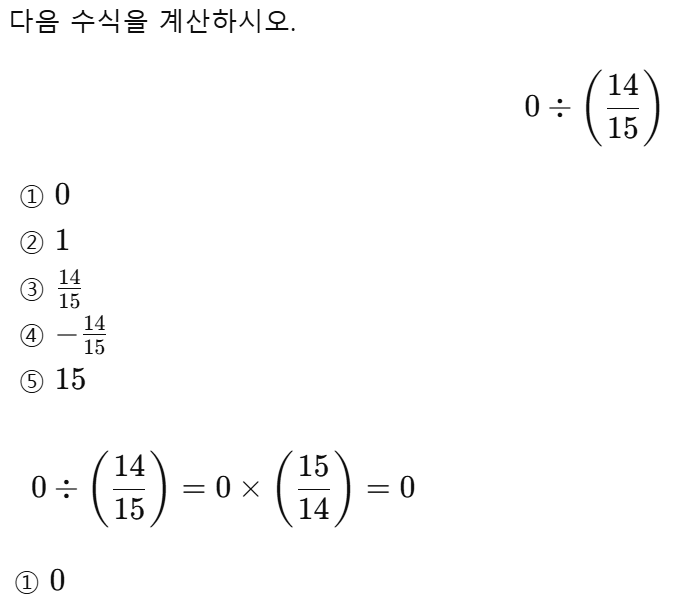 다음 수식을 계산하시오.
0 ÷ (14/15)
① 0
② 1
③ 14/15
④ −14/15
⑤ 15
0 ÷ (14/15) = 0 × (15/14) = 0
① 0